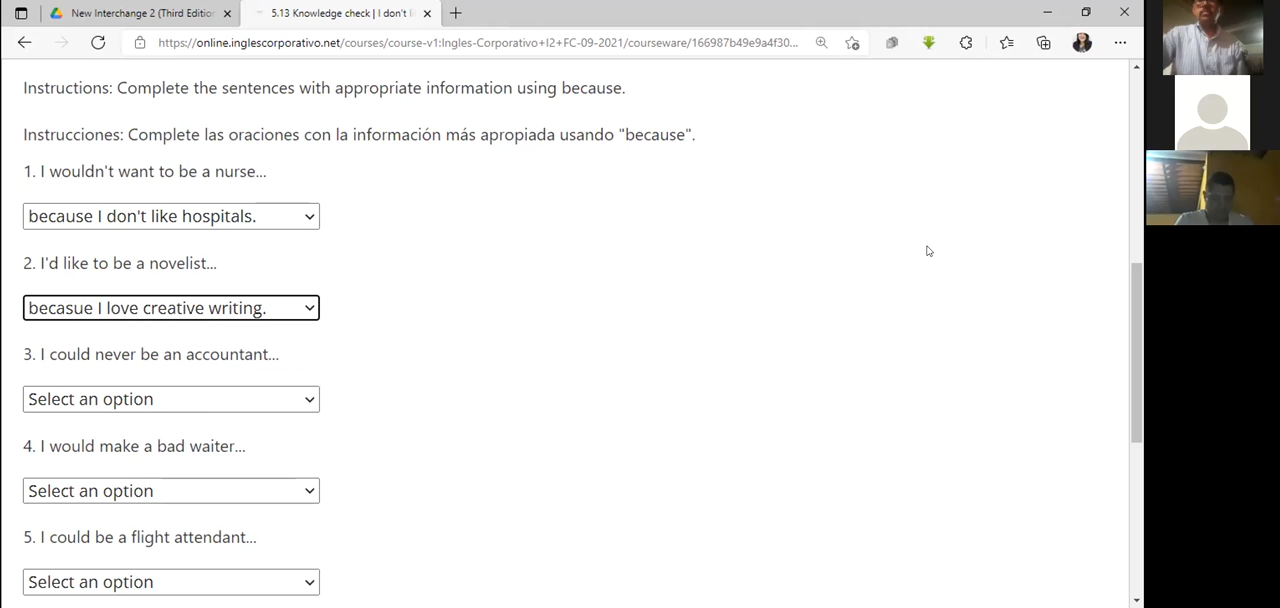 New Interchange 2 (Third Edition
5.13 Knowledge check | I don't l
https://online.inglescorporativo.net/courses/course-v1:Ingles-Corporativo+I2+FC-09-2021/courseware/166987b49e9a4f30...
Instructions: Complete the sentences with appropriate information using because.
Instrucciones: Complete las oraciones con la información más apropiada usando "because".
1. I wouldn't want to be a nurse...
because I don't like hospitals.
2. I'd like to be a novelist...
becasue I love creative writing.
3. I could never be an accountant...
Select an option
4. I would make a bad waiter...
Select an option
5. I could be a flight attendant...
Select an option